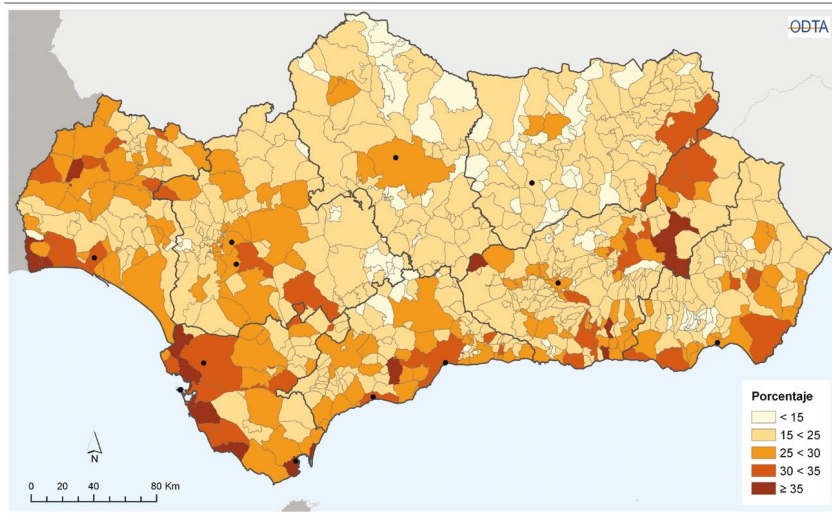 ODTA
Porcentaje
< 15
15 < 25
25 < 30
30 < 35
≥ 35
N
0 20 40 80 Km